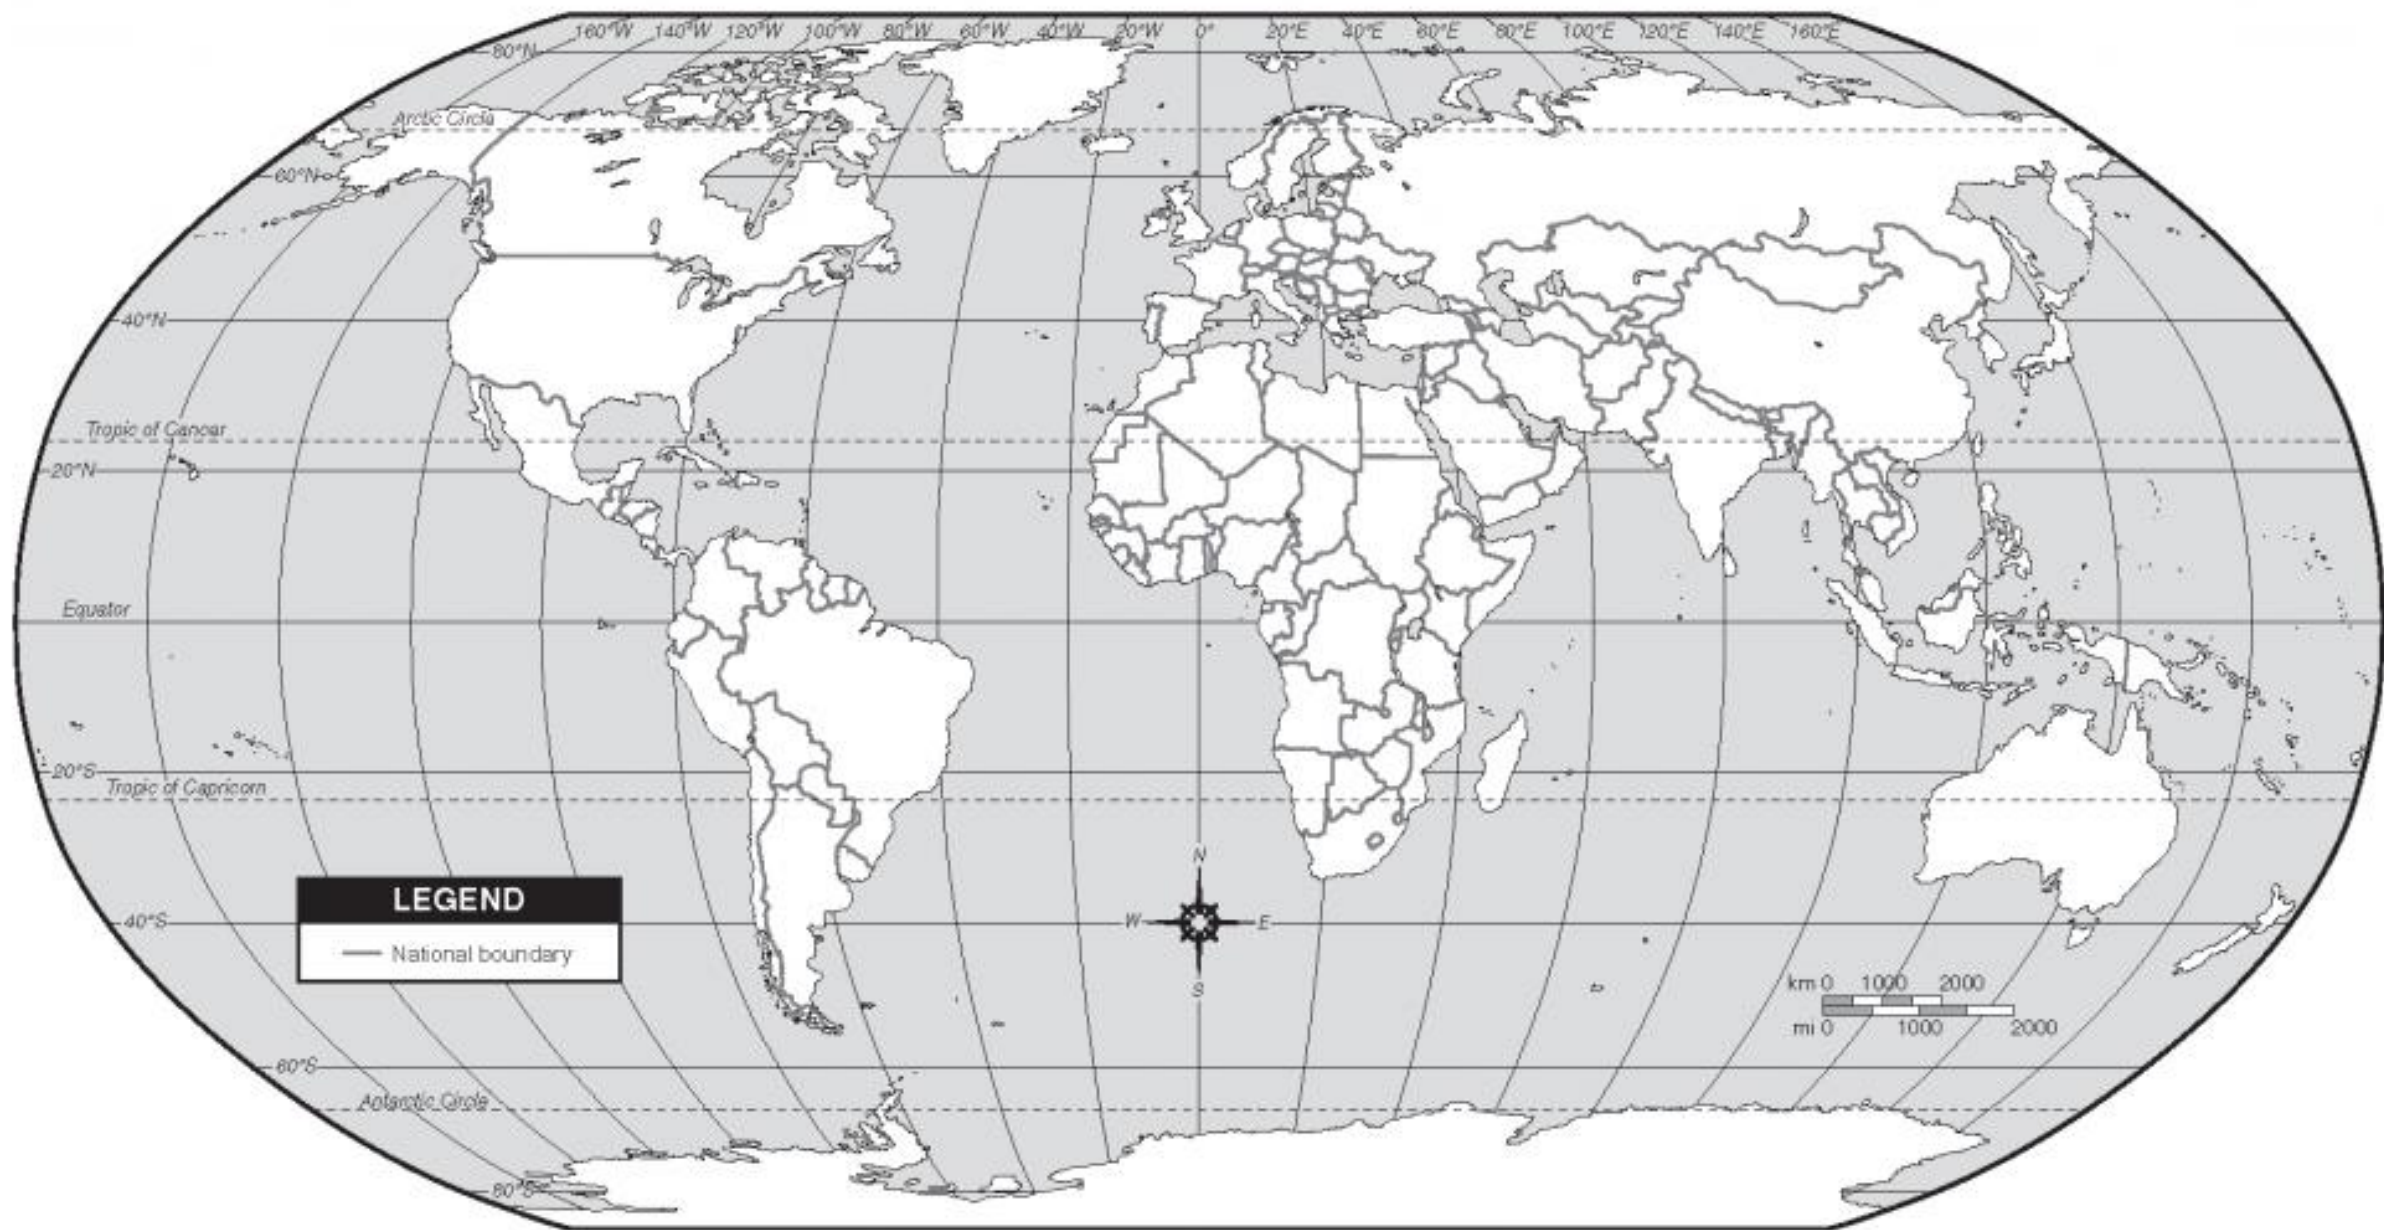 160°W 140°W 120°W 100°W 80°W 60°W 40°W 20°W 0° 20°E 40°E 60°E 80°E 100°E 120°E 140°E 160°E
80°N
Arctic Circle
60°N
40°N
Tropic of Cancer
20°N
Equator
20°S
Tropic of Capricorn
N
W E
S
LEGEND
National boundary
40°S
km 0 1000 2000
mi 0 1000 2000
60°S
Antarctic Circle
80°S